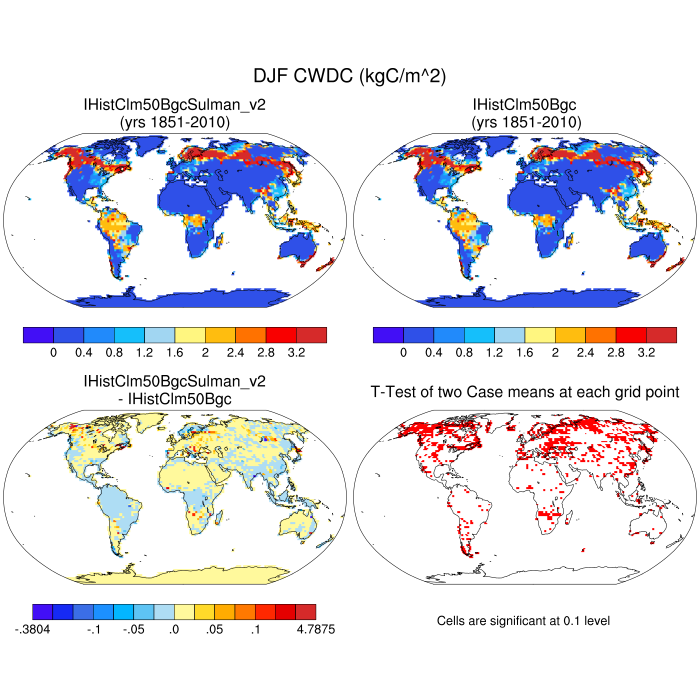 DJF CWDC (kgC/m^2)
IHistClm50BgcSulman_v2
(yrs 1851-2010)
IHistClm50Bgc
(yrs 1851-2010)
0 0.4 0.8 1.2 1.6 2 2.4 2.8 3.2
0 0.4 0.8 1.2 1.6 2 2.4 2.8 3.2
IHistClm50BgcSulman_v2
- IHistClm50Bgc
T-Test of two Case means at each grid point
-.3804 -.1 -.05 .0 .05 .1 4.7875
Cells are significant at 0.1 level